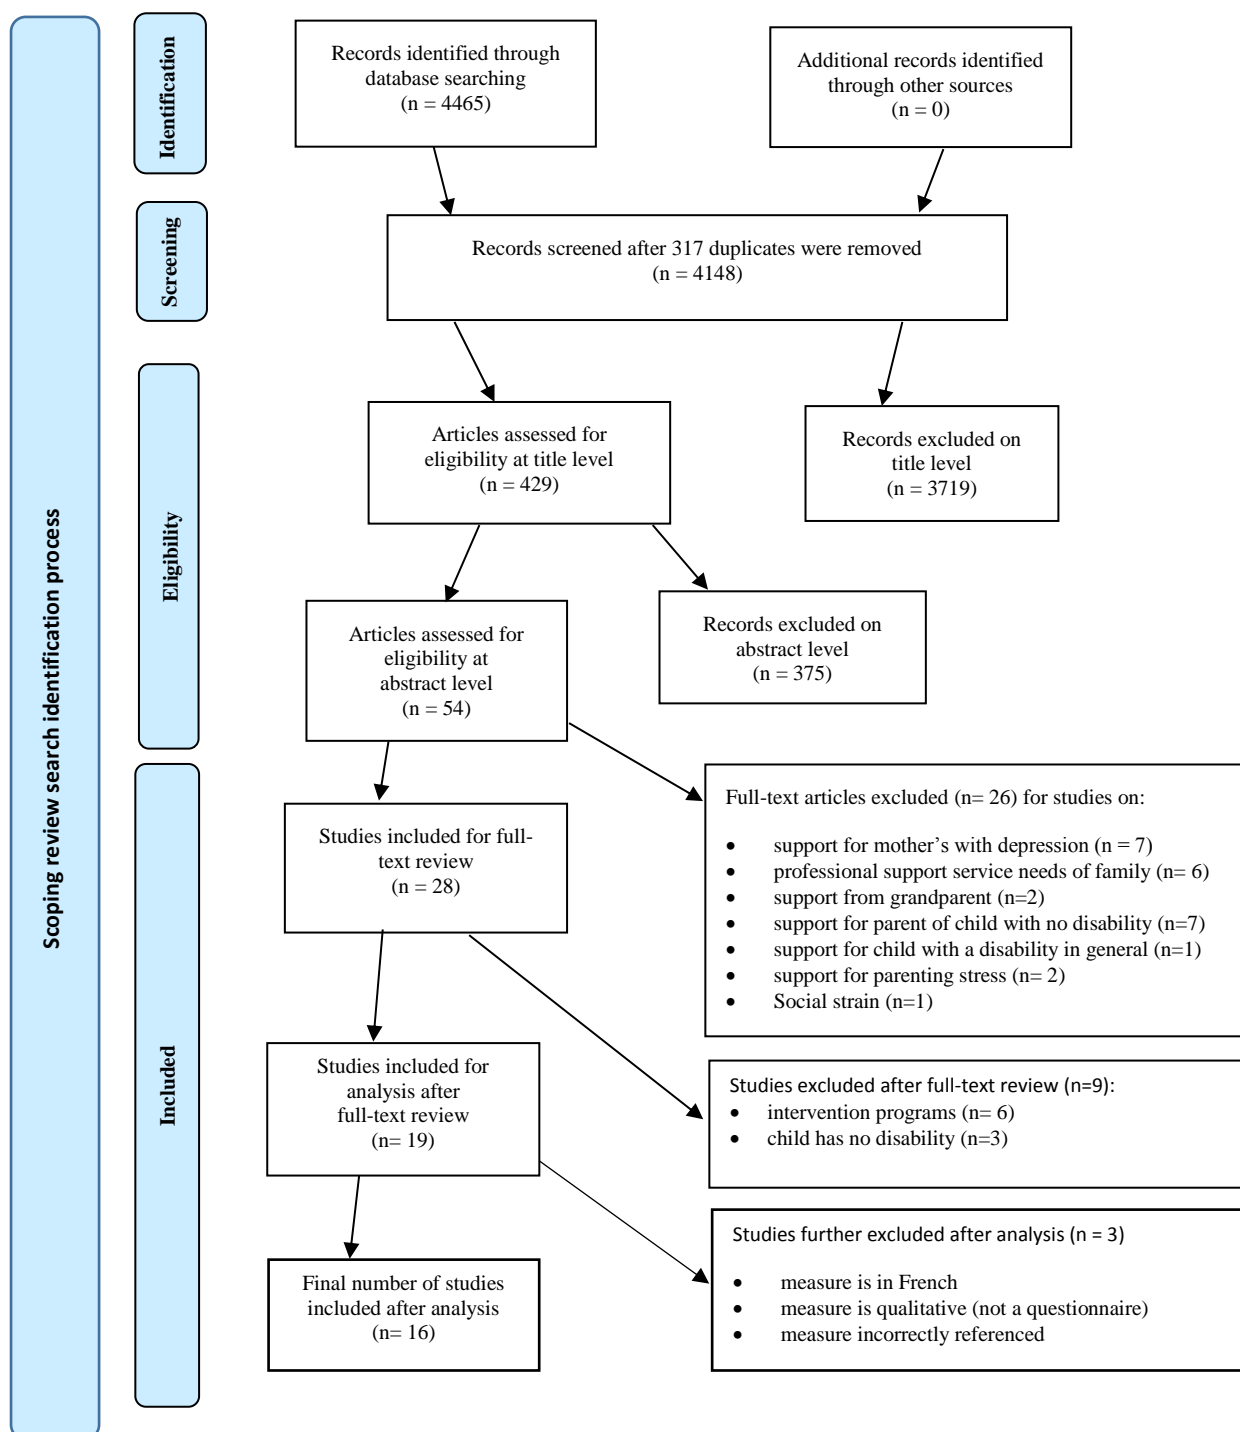 Scoping review search identification process
Identification
Records identified through
database searching
(n = 4465)
Additional records identified
through other sources
(n = 0)
Screening
Records screened after 317 duplicates were removed
(n = 4148)
Eligibility
Articles assessed for
eligibility at title level
(n = 429)
Records excluded on
title level
n = 3719)
Articles assessed for
eligibility at
abstract level
(n = 54)
Records excluded on
abstract level
(n = 375)
Included
Studies included for full-
text review
(n = 28)
Full-text articles excluded (n= 26) for studies on:
• support for mother’s with depression (n = 7)
• professional support service needs of family (n= 6)
• support from grandparent (n=2)
• support for parent of child with no disability (n=7)
• support for child with a disability in general (n=1)
• support for parenting stress (n= 2)
• Social strain (n=1)
Studies included for
analysis after
full-text review
(n= 19)
Studies excluded after full-text review (n=9):
• intervention programs (n= 6)
• child has no disability (n=3)
Final number of studies
included after analysis
(n= 16)
Studies further excluded after analysis (n = 3)
• measure is in French
• measure is qualitative (not a questionnaire)
• measure incorrectly referenced